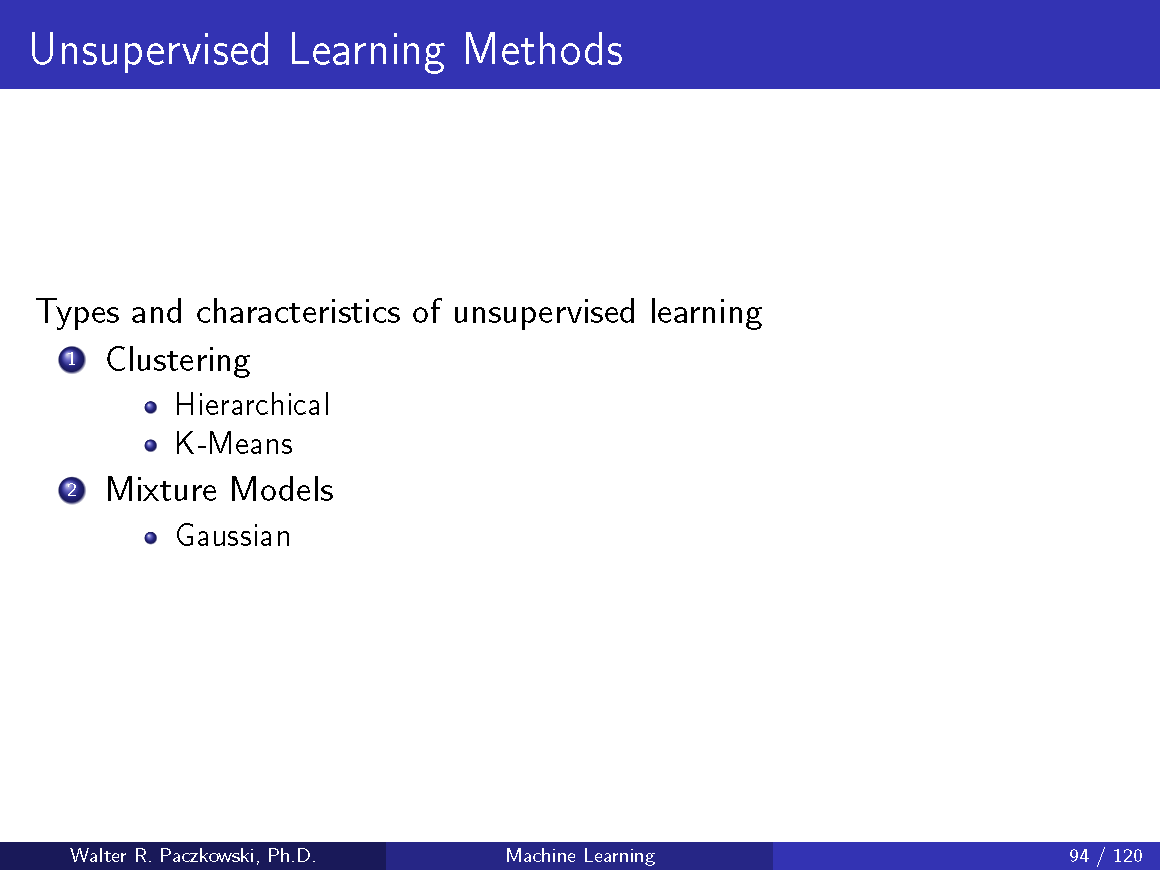 Unsupervised Learning Methods
Types and characteristics of unsupervised learning
1 Clustering
Hierarchical
K-Means
2 Mixture Models
Gaussian
Walter R. Paczkowski, Ph.D. Machine Learning 94 / 120